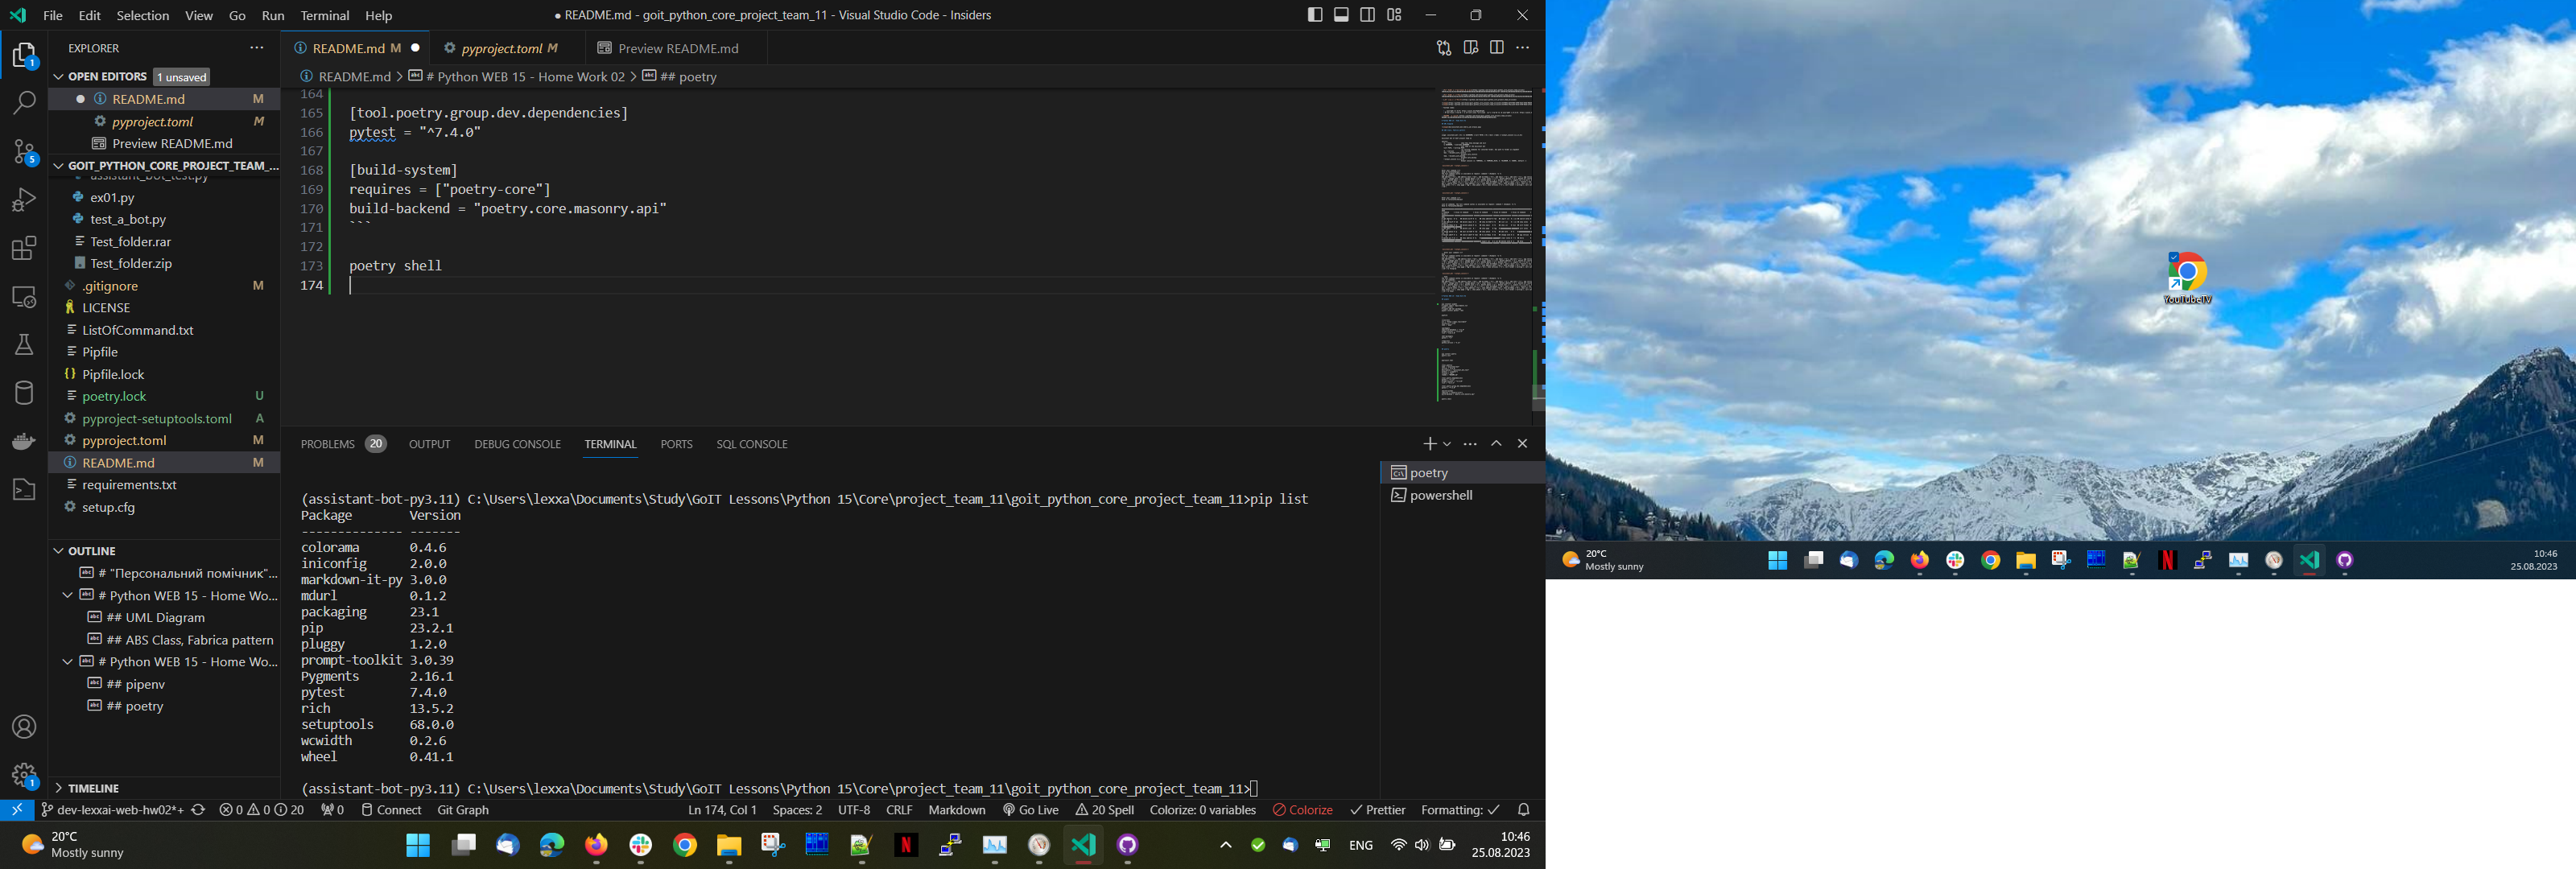 File Edit Selection View Go Run Terminal Help
● README.md - goit_python_core_project_team_11 - Visual Studio Code - Insiders
EXPLORER
OPEN EDITORS 1 unsaved
README.md M
pyproject.toml M
Preview README.md
GOIT_PYTHON_CORE_PROJECT_TEAM_...
assistant_bot_test.py
ex01.py
test_a_bot.py
Test_folder.rar
Test_folder.zip
.gitignore M
LICENSE
ListOfCommand.txt
Pipfile
Pipfile.lock
poetry.lock U
pyproject-setuptools.toml A
pyproject.toml M
README.md M
requirements.txt
setup.cfg
OUTLINE
# "Персональний помічник"...
# Python WEB 15 - Home Wo...
## UML Diagram
## ABS Class, Fabrica pattern
# Python WEB 15 - Home Wo...
## pipenv
## poetry
TIMELINE
README.md M
pyproject.toml M
Preview README.md
README.md > # Python WEB 15 - Home Work 02 > ## poetry
164
165 [tool.poetry.group.dev.dependencies]
166 pytest = "^7.4.0"
167
168 [build-system]
169 requires = ["poetry-core"]
170 build-backend = "poetry.core.masonry.api"
171 ```
172
173 poetry shell
174
PROBLEMS 20 OUTPUT DEBUG CONSOLE TERMINAL PORTS SQL CONSOLE
(assistant-bot-py3.11) C:\Users\lexxa\Documents\Study\GoIT Lessons\Python 15\Core\project_team_11\goit_python_core_project_team_11>pip list
Package Version
-------------- -------
colorama 0.4.6
iniconfig 2.0.0
markdown-it-py 3.0.0
mdurl 0.1.2
packaging 23.1
pip 23.2.1
pluggy 1.2.0
prompt-toolkit 3.0.39
Pygments 2.16.1
pytest 7.4.0
rich 13.5.2
setuptools 68.0.0
wcwidth 0.2.6
wheel 0.41.1
(assistant-bot-py3.11) C:\Users\lexxa\Documents\Study\GoIT Lessons\Python 15\Core\project_team_11\goit_python_core_project_team_11>
poetry
powershell
dev-lexxai-web-hw02*+ 0 0 20 0 Connect Git Graph Ln 174, Col 1 Spaces: 2 UTF-8 CRLF Markdown Go Live 20 Spell Colorize: 0 variables Colorize Prettier Formatting:
20°C
Mostly sunny
ENG
10:46
25.08.2023
YouTubeTV
20°C
Mostly sunny
10:46
25.08.2023